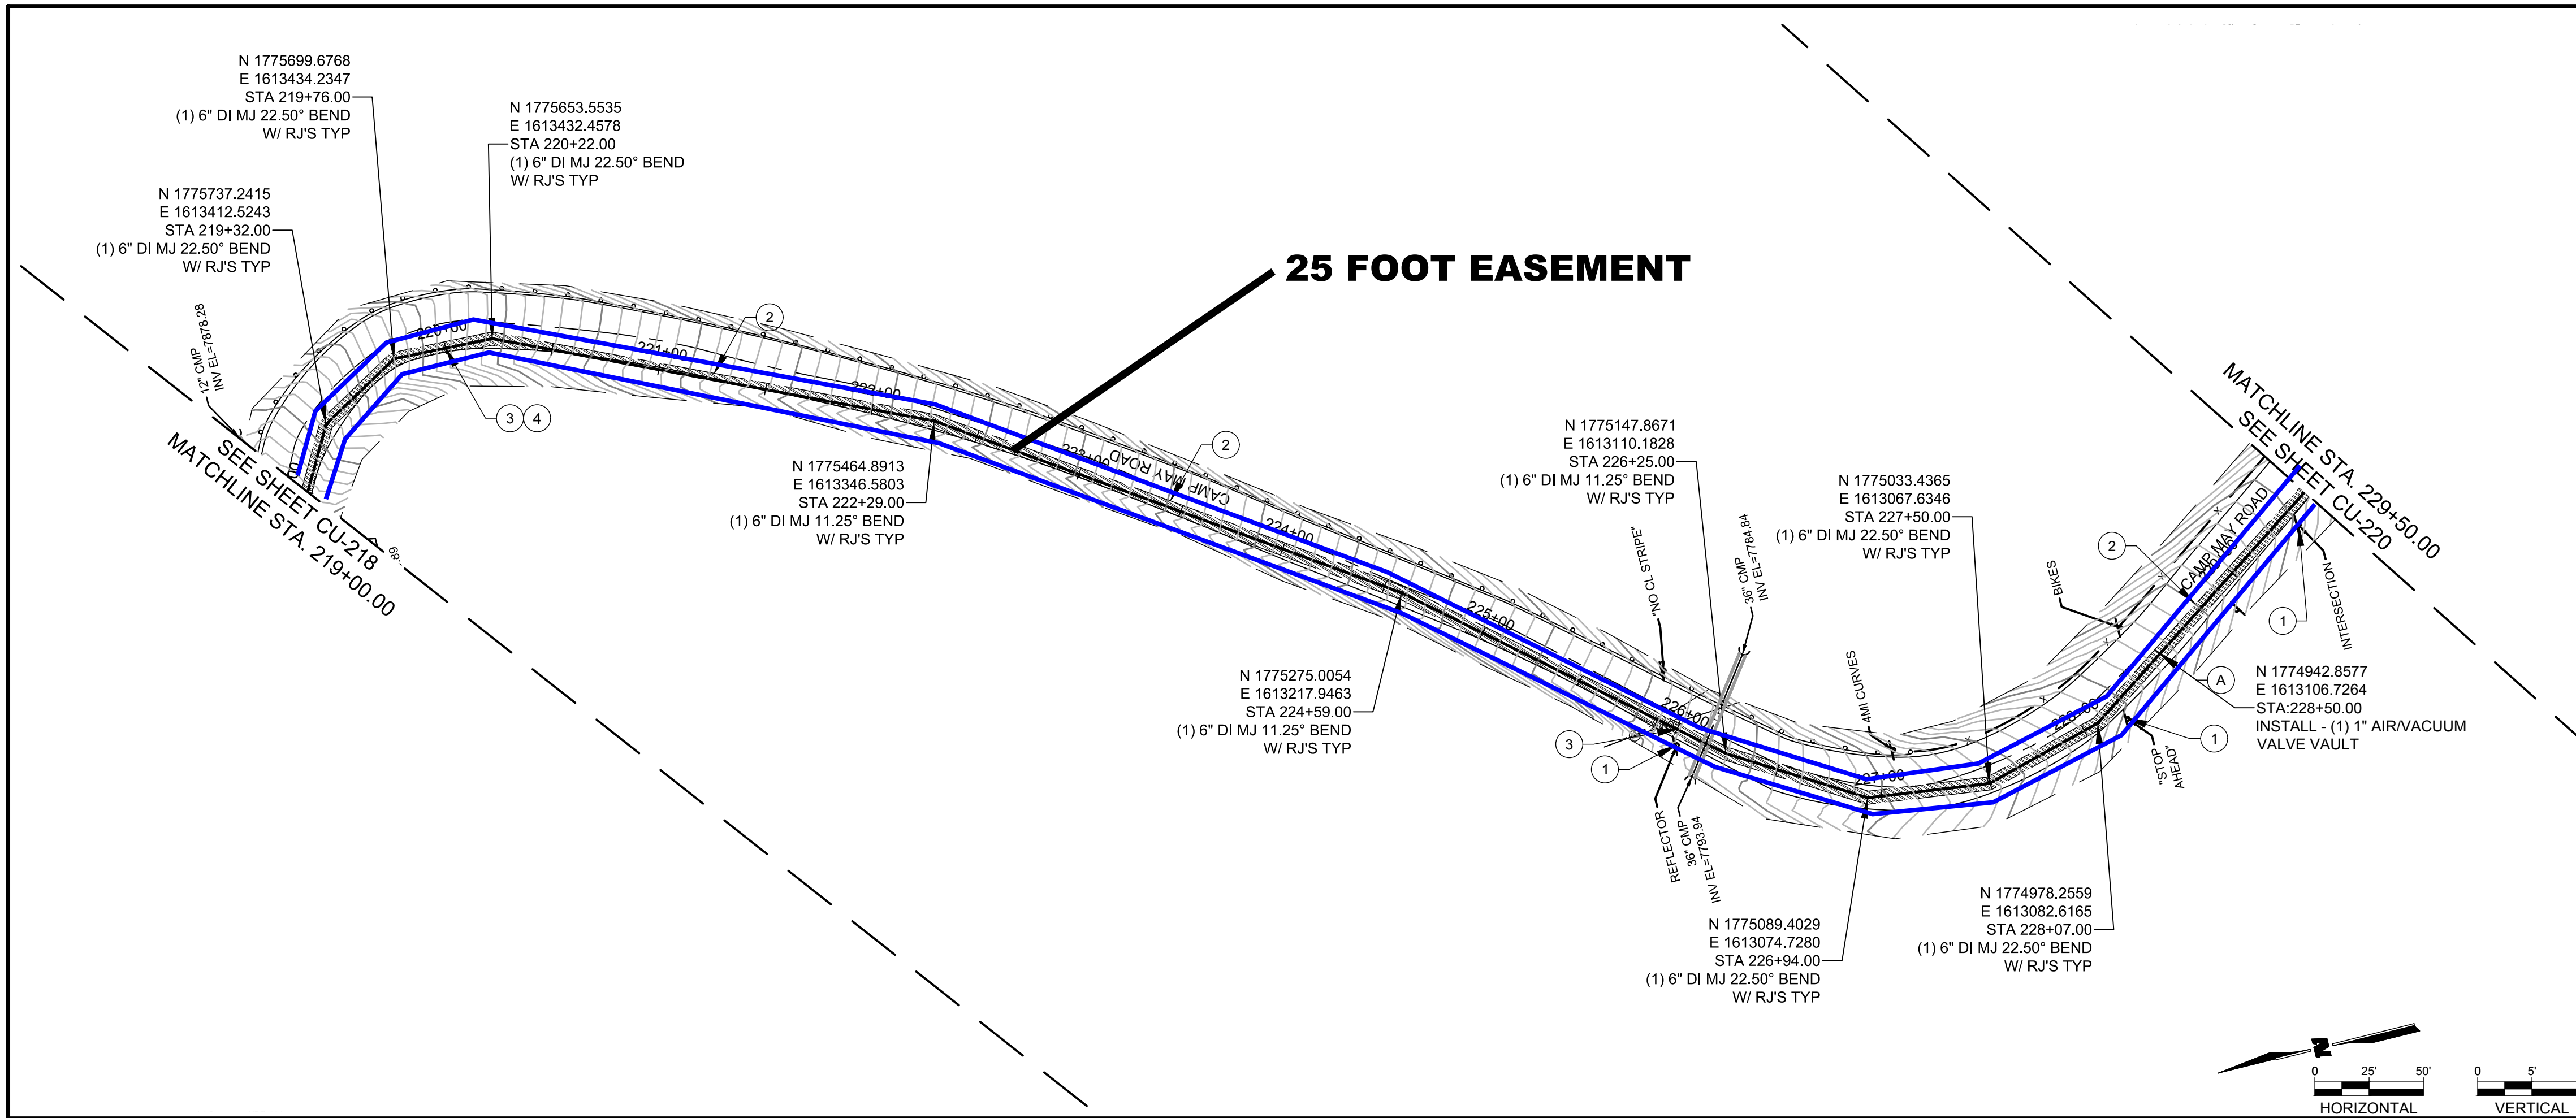 N 1775699.6768
E 1613434.2347
STA 219+76.00
(1) 6" DI MJ 22.50° BEND
W/ RJ'S TYP
N 1775653.5535
E 1613432.4578
STA 220+22.00
(1) 6" DI MJ 22.50° BEND
W/ RJ'S TYP
N 1775737.2415
E 1613412.5243
STA 219+32.00
(1) 6" DI MJ 22.50° BEND
W/ RJ'S TYP
25 FOOT EASEMENT
12" CMP
INV EL=7878.28
220+00
221+00
222+00
223+00
224+00
225+00
226+00
227+00
228+00
2
3
4
2
CAMP MAY ROAD
SEE SHEET CU-218
MATCHLINE STA. 219+00.00
N 1775464.8913
E 1613346.5803
STA 222+29.00
(1) 6" DI MJ 11.25° BEND
W/ RJ'S TYP
N 1775147.8671
E 1613110.1828
STA 226+25.00
(1) 6" DI MJ 11.25° BEND
W/ RJ'S TYP
N 1775033.4365
E 1613067.6346
STA 227+50.00
(1) 6" DI MJ 22.50° BEND
W/ RJ'S TYP
MATCHLINE STA. 229+50.00
SEE SHEET CU-220
CAMP MAY ROAD
"NO CL STRIPE"
36" CMP
INV EL=7784.84
BIKES
4MI CURVES
2
1
INTERSECTION
N 1775275.0054
E 1613217.9463
STA 224+59.00
(1) 6" DI MJ 11.25° BEND
W/ RJ'S TYP
3
1
REFLECTOR
36" CMP
INV EL=7793.94
A
N 1774942.8577
E 1613106.7264
STA:228+50.00
INSTALL - (1) 1" AIR/VACUUM
VALVE VAULT
1
"STOP
AHEAD"
N 1775089.4029
E 1613074.7280
STA 226+94.00
(1) 6" DI MJ 22.50° BEND
W/ RJ'S TYP
N 1774978.2559
E 1613082.6165
STA 228+07.00
(1) 6" DI MJ 22.50° BEND
W/ RJ'S TYP
N
0 25' 50'
HORIZONTAL
0 5'
VERTICAL